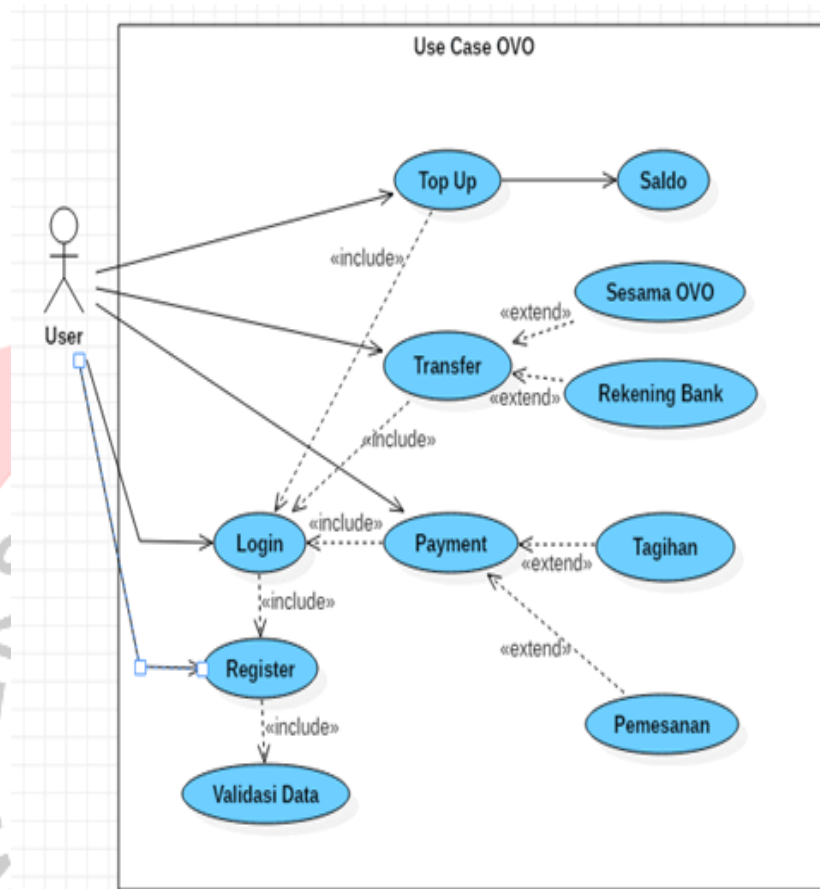 Use Case OVO
Top Up
Saldo
«include»
Sesama OVO
«extend»
User
Transfer
Rekening Bank
«extend»
«include»
Login
«include»
Payment
Tagihan
«extend»
«include»
Register
«extend»
Pemesanan
«include»
Validasi Data